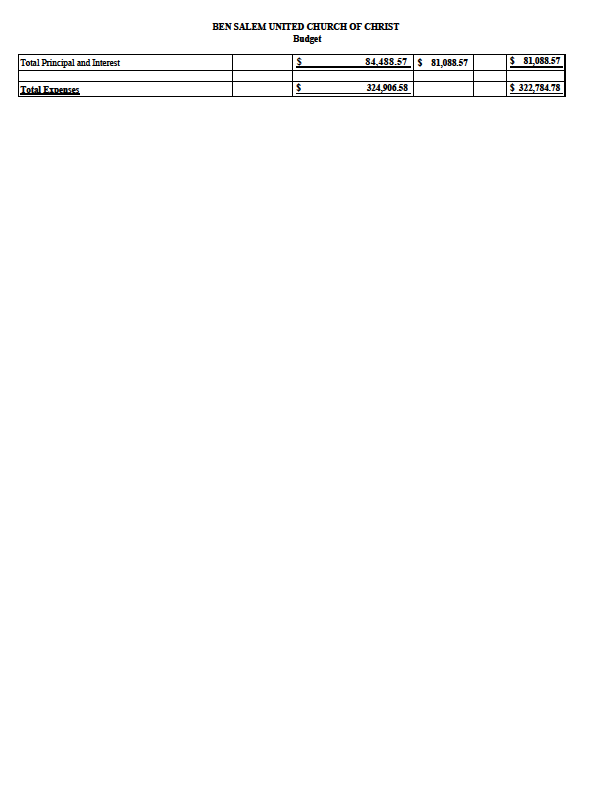 BEN SALEM UNITED CHURCH OF CHRIST
Budget
Total Principal and Interest $ 84,488.57 $ 81,088.57 $ 81,088.57
Total Expenses $ 324,906.58 $ 322,784.78